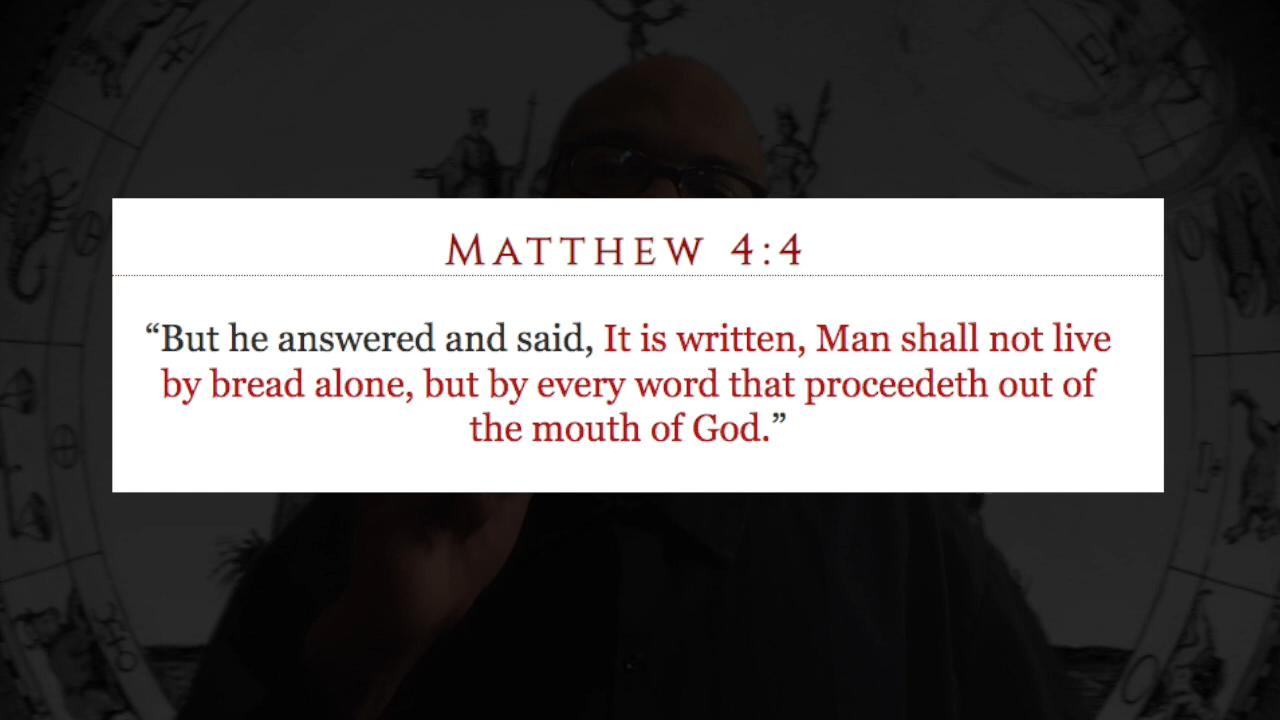 MATTHEW 4:4
“But he answered and said, It is written, Man shall not live
by bread alone, but by every word that proceedeth out of
the mouth of God.”